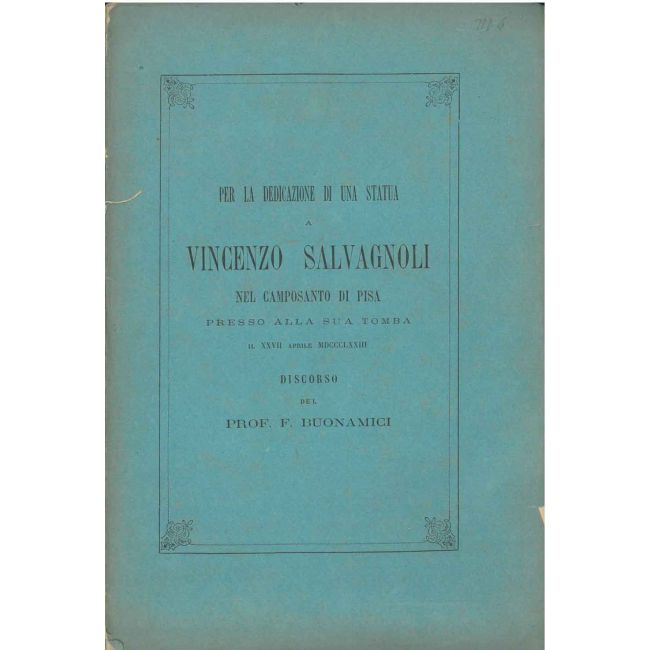 PER LA DEDICAZIONE DI UNA STATUA
A
VINCENZO SALVAGNOLI
NEL CAMPOSANTO DI PISA
PRESSO ALLA SUA TOMBA
IL XXVII APRILE MDCCCLXXIII
DISCORSO
DEL
PROF. F. BUONAMICI